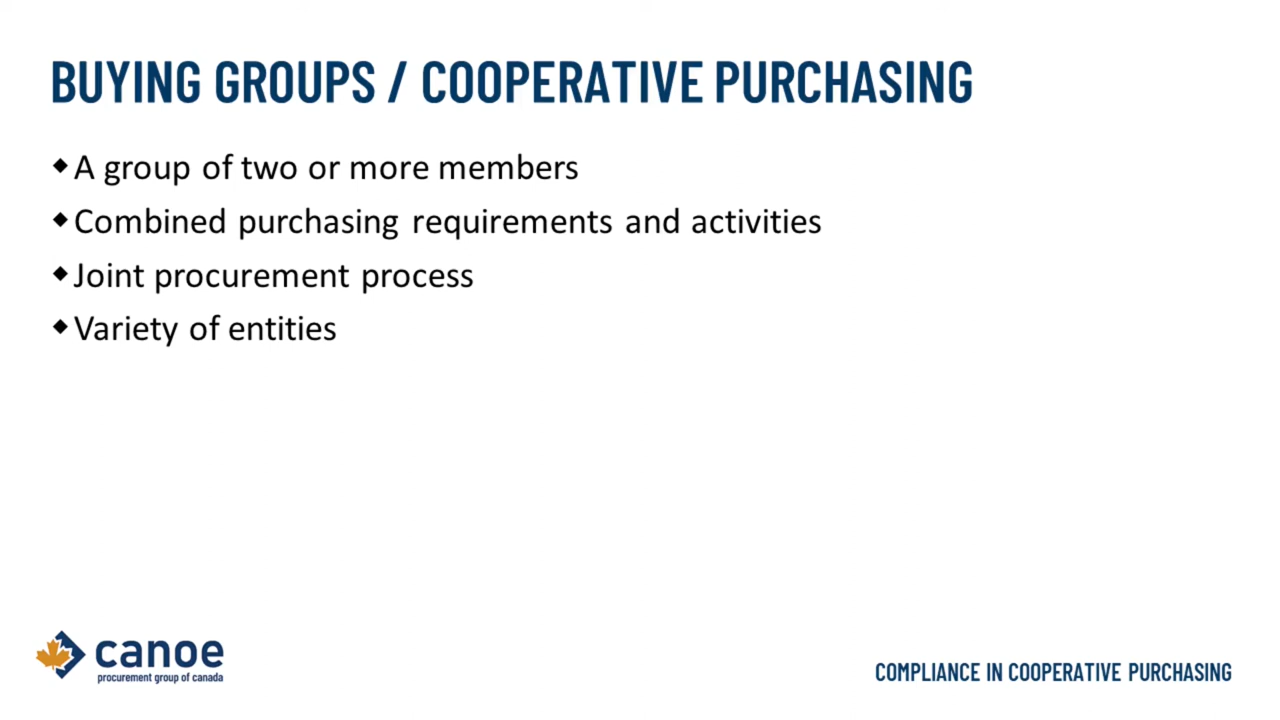 BUYING GROUPS / COOPERATIVE PURCHASING
◆A group of two or more members
◆Combined purchasing requirements and activities
◆Joint procurement process
◆Variety of entities
canoe
procurement group of canada
COMPLIANCE IN COOPERATIVE PURCHASING